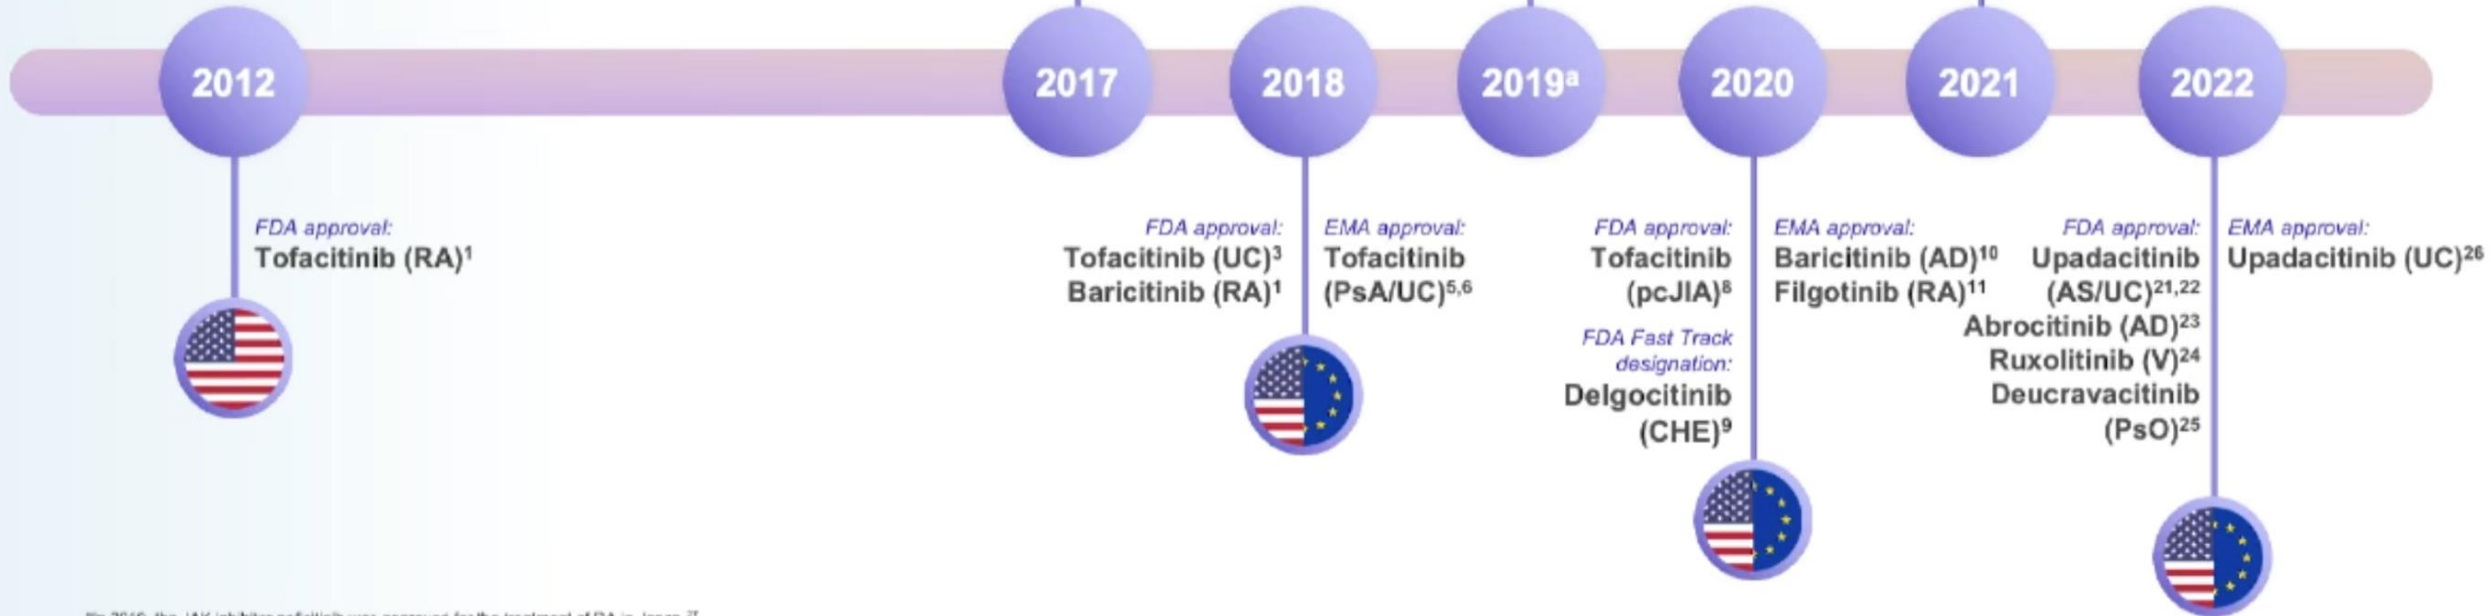 2012
2017
2018
2019ᵃ
2020
2021
2022
FDA approval:
Tofacitinib (RA)¹
FDA approval:
Tofacitinib (UC)³
Baricitinib (RA)¹
EMA approval:
Tofacitinib
(PsA/UC)⁵,⁶
FDA approval:
Tofacitinib
(pcJIA)⁸
FDA Fast Track
designation:
Delgocitinib
(CHE)⁹
EMA approval:
Baricitinib (AD)¹⁰
Filgotinib (RA)¹¹
FDA approval:
Upadacitinib
(AS/UC)²¹,²²
Abrocitinib (AD)²³
Ruxolitinib (V)²⁴
Deucravacitinib
(PsO)²⁵
EMA approval:
Upadacitinib (UC)²⁶